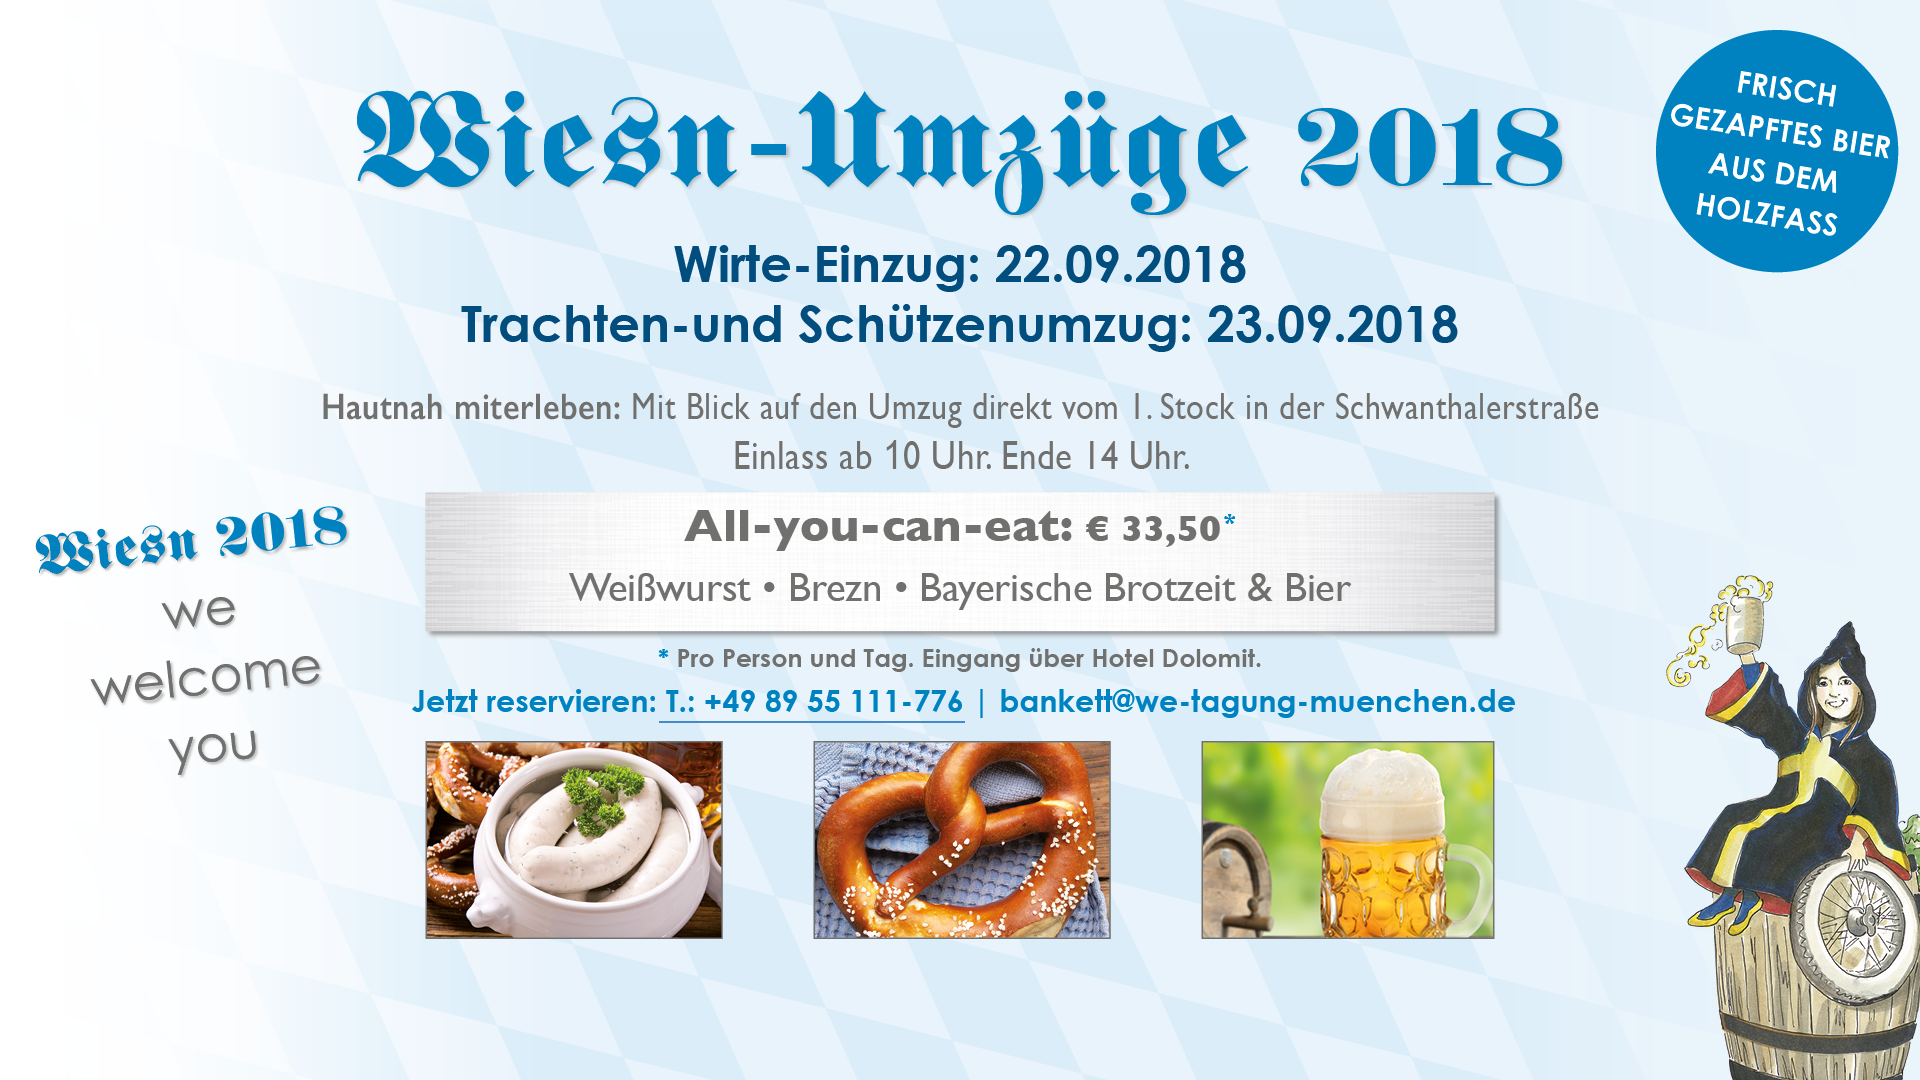 Wiesn-Umzüge 2018
FRISCH
GEZAPFTES BIER
AUS DEM
HOLZFASS
Wirte-Einzug: 22.09.2018
Trachten-und Schützenumzug: 23.09.2018
Hautnah miterleben: Mit Blick auf den Umzug direkt vom 1. Stock in der Schwanthalerstraße
Einlass ab 10 Uhr. Ende 14 Uhr.
Wiesn 2018
we
welcome
you
All-you-can-eat: € 33,50*
Weißwurst • Brezn • Bayerische Brotzeit & Bier
* Pro Person und Tag. Eingang über Hotel Dolomit.
Jetzt reservieren: T.: +49 89 55 111-776 | bankett@we-tagung-muenchen.de